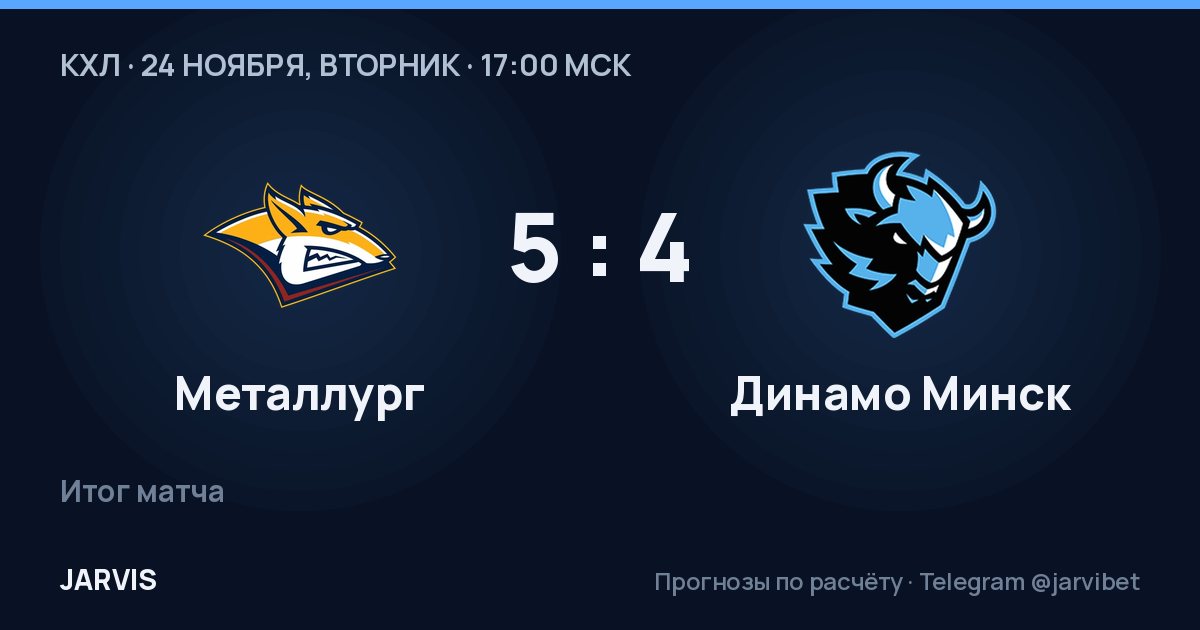 КХЛ · 24 НОЯБРЯ, ВТОРНИК · 17:00 МСК
5 : 4
Металлург
Динамо Минск
Итог матча
JARVIS
Прогнозы по расчёту · Telegram @jarvibet